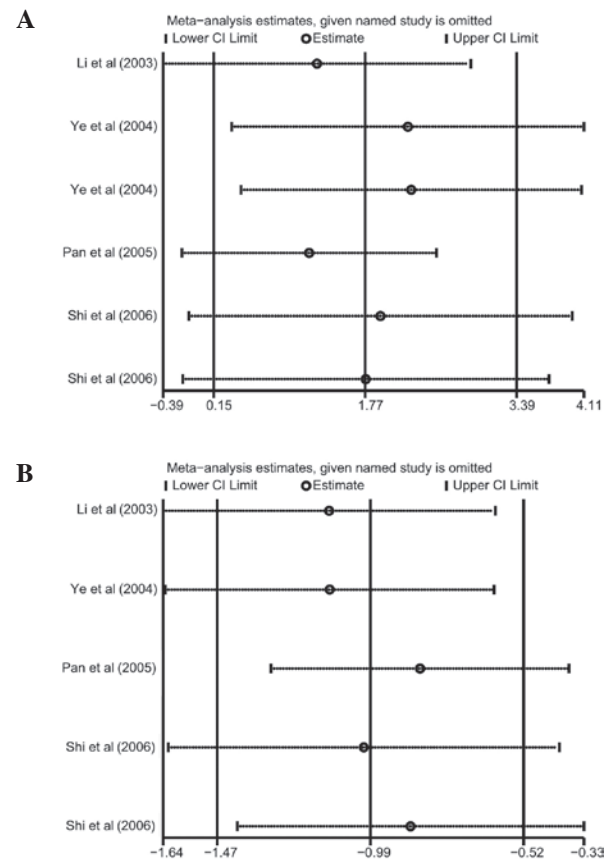 A
Meta−analysis estimates, given named study is omitted
Lower CI Limit Estimate Upper CI Limit
Li et al (2003)
Ye et al (2004)
Ye et al (2004)
Pan et al (2005)
Shi et al (2006)
Shi et al (2006)
−0.39 0.15 1.77 3.39 4.11
B
Meta−analysis estimates, given named study is omitted
Lower CI Limit Estimate Upper CI Limit
Li et al (2003)
Ye et al (2004)
Pan et al (2005)
Shi et al (2006)
Shi et al (2006)
−1.64 −1.47 −0.99 −0.52 −0.33